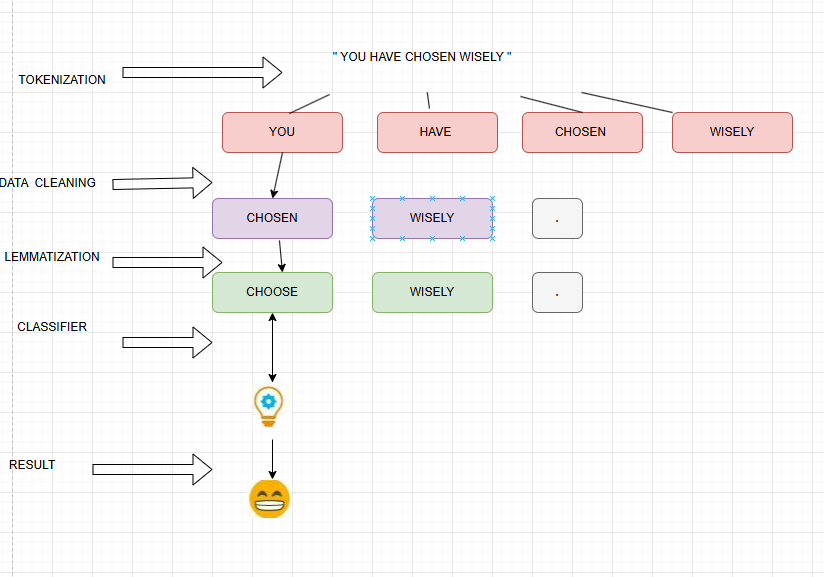 " YOU HAVE CHOSEN WISELY "
TOKENIZATION
YOU HAVE CHOSEN WISELY
DATA CLEANING
CHOSEN WISELY .
LEMMATIZATION
CHOOSE WISELY .
CLASSIFIER
RESULT